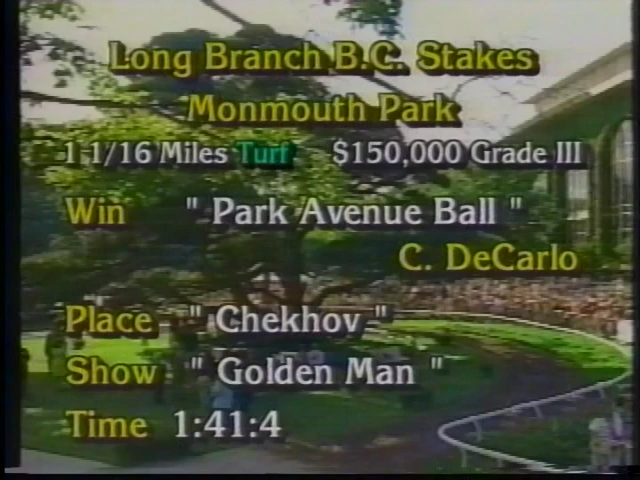 Long Branch B.C. Stakes
Monmouth Park
1 1/16 Miles Turf $150,000 Grade III
Win " Park Avenue Ball "
C. DeCarlo
Place " Chekhov "
Show " Golden Man "
Time 1:41:4